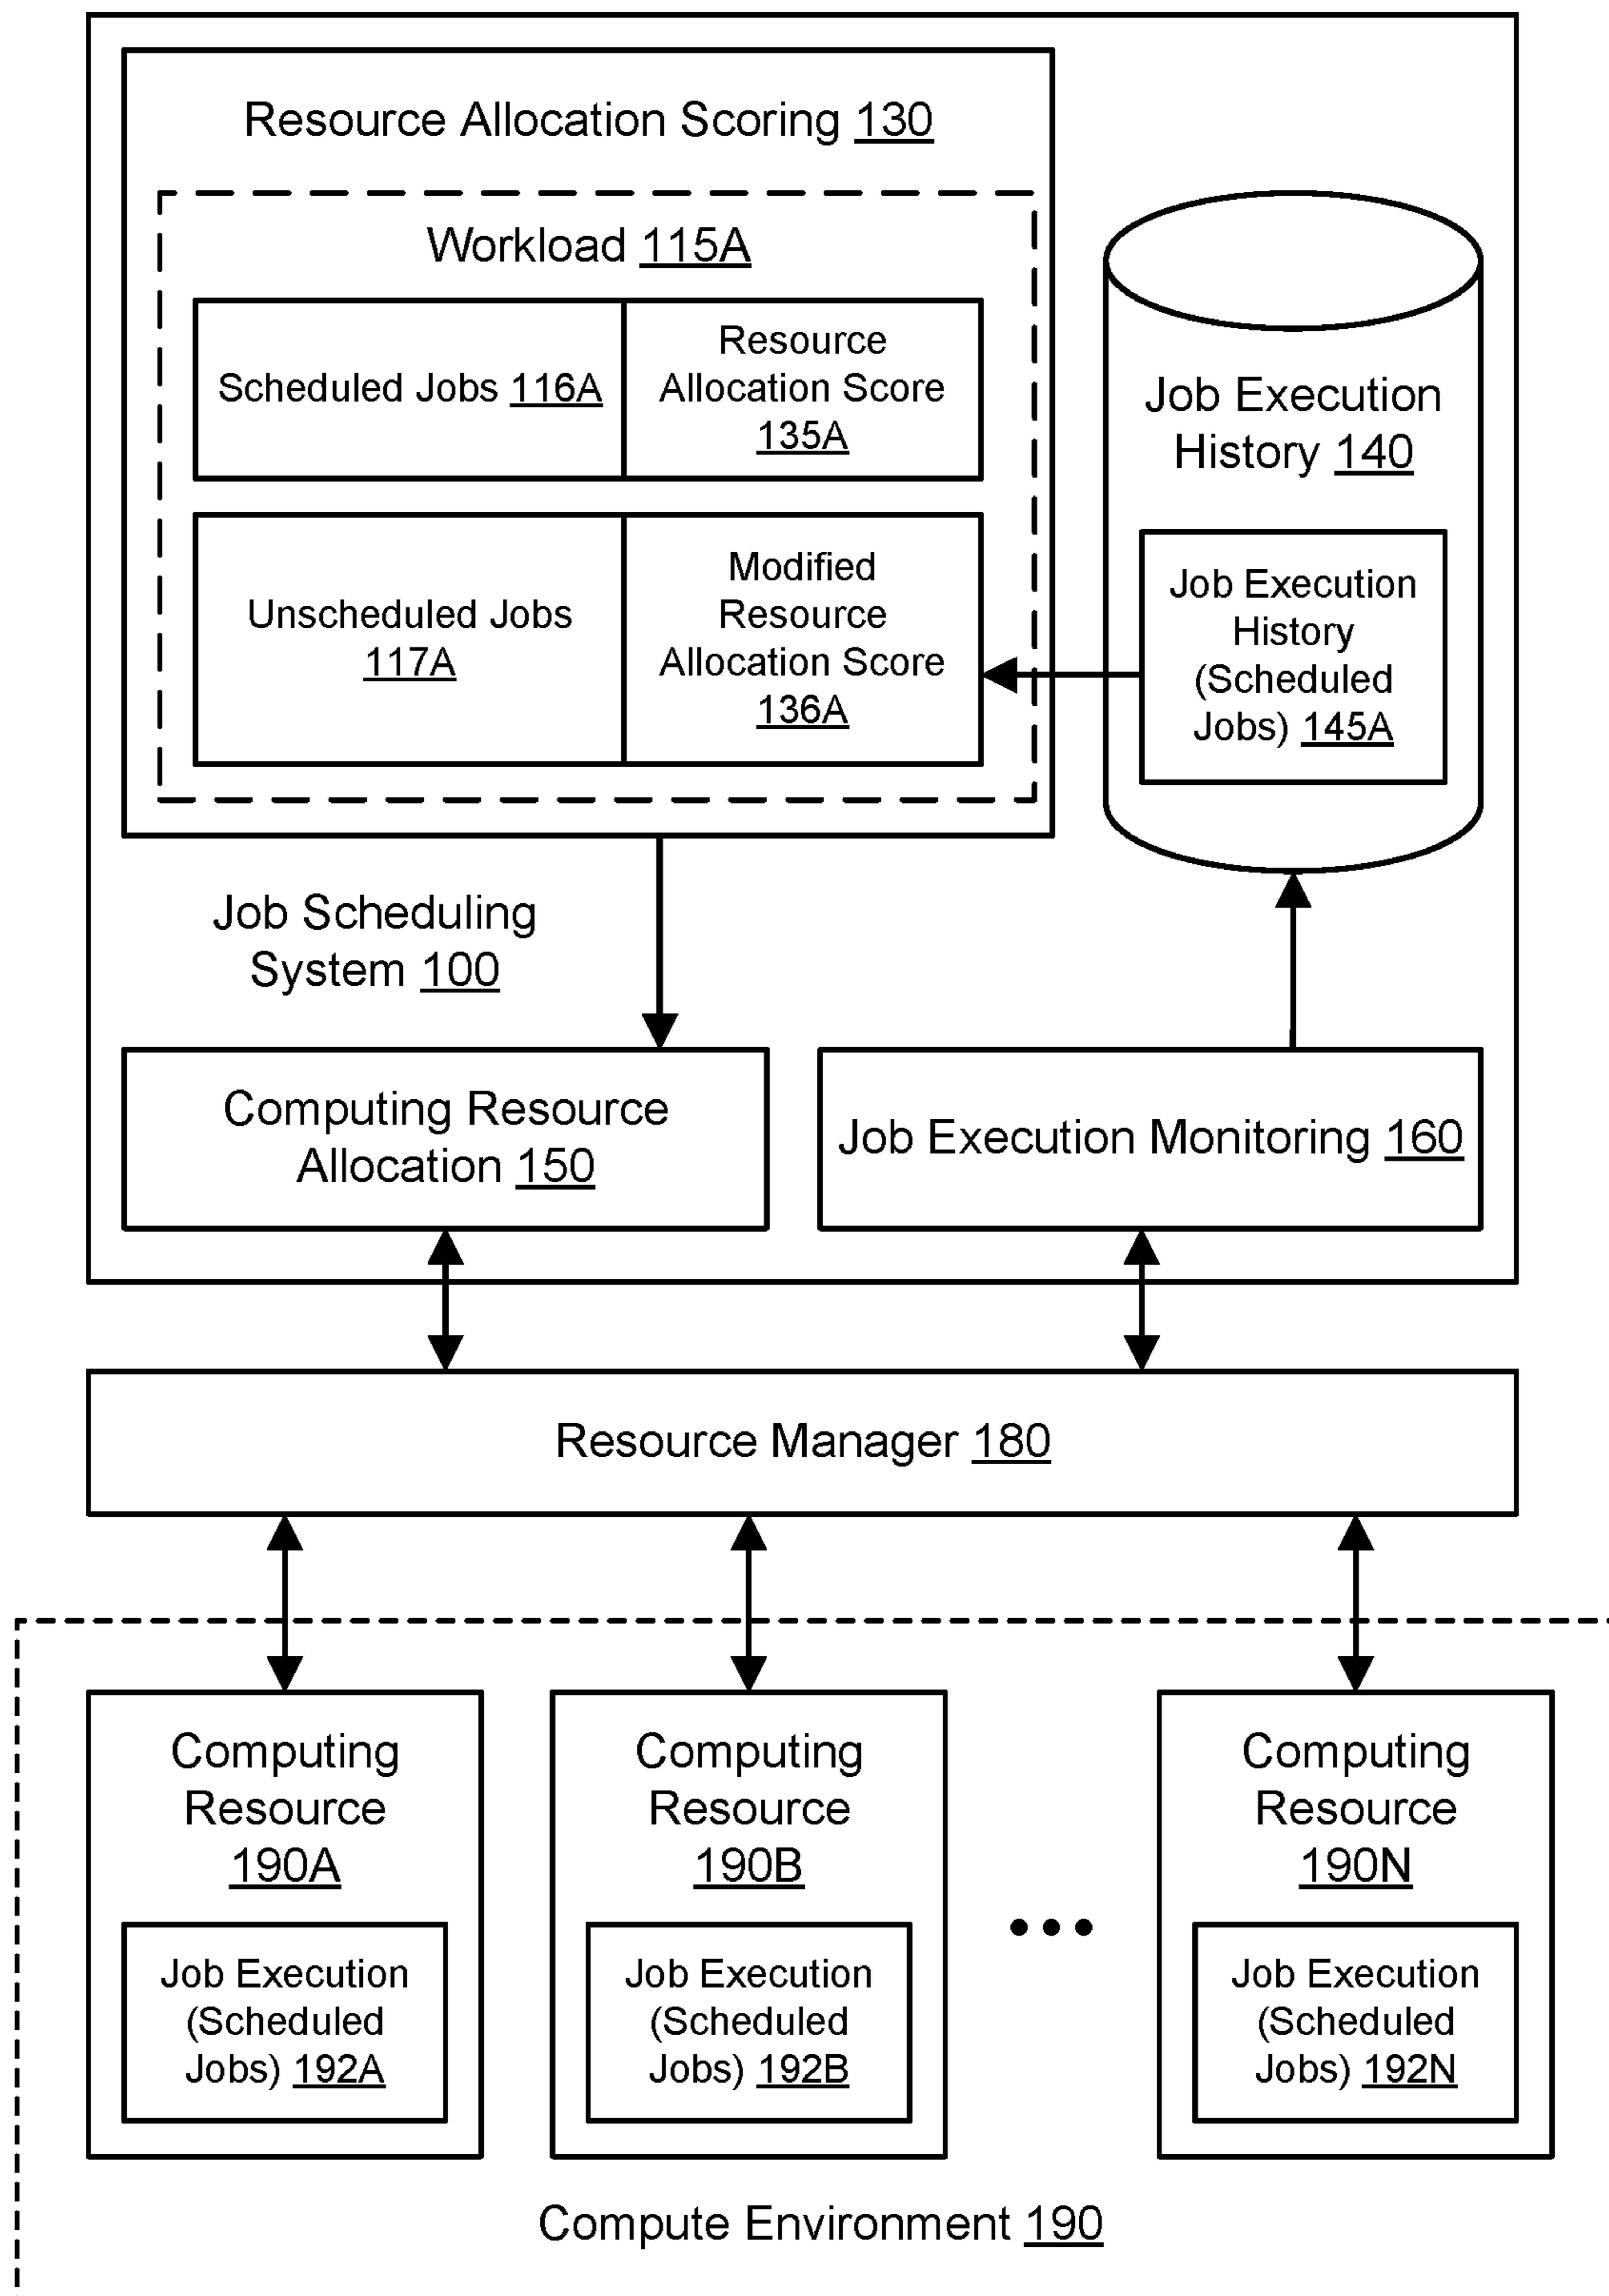 Resource Allocation Scoring 130
Workload 115A
Scheduled Jobs 116A
Resource
Allocation Score
135A
Unscheduled Jobs
117A
Modified
Resource
Allocation Score
136A
Job Execution
History 140
Job Execution
History
(Scheduled
Jobs) 145A
Job Scheduling
System 100
Computing Resource
Allocation 150
Job Execution Monitoring 160
Resource Manager 180
Computing
Resource
190A
Job Execution
(Scheduled
Jobs) 192A
Computing
Resource
190B
Job Execution
(Scheduled
Jobs) 192B
Computing
Resource
190N
Job Execution
(Scheduled
Jobs) 192N
Compute Environment 190